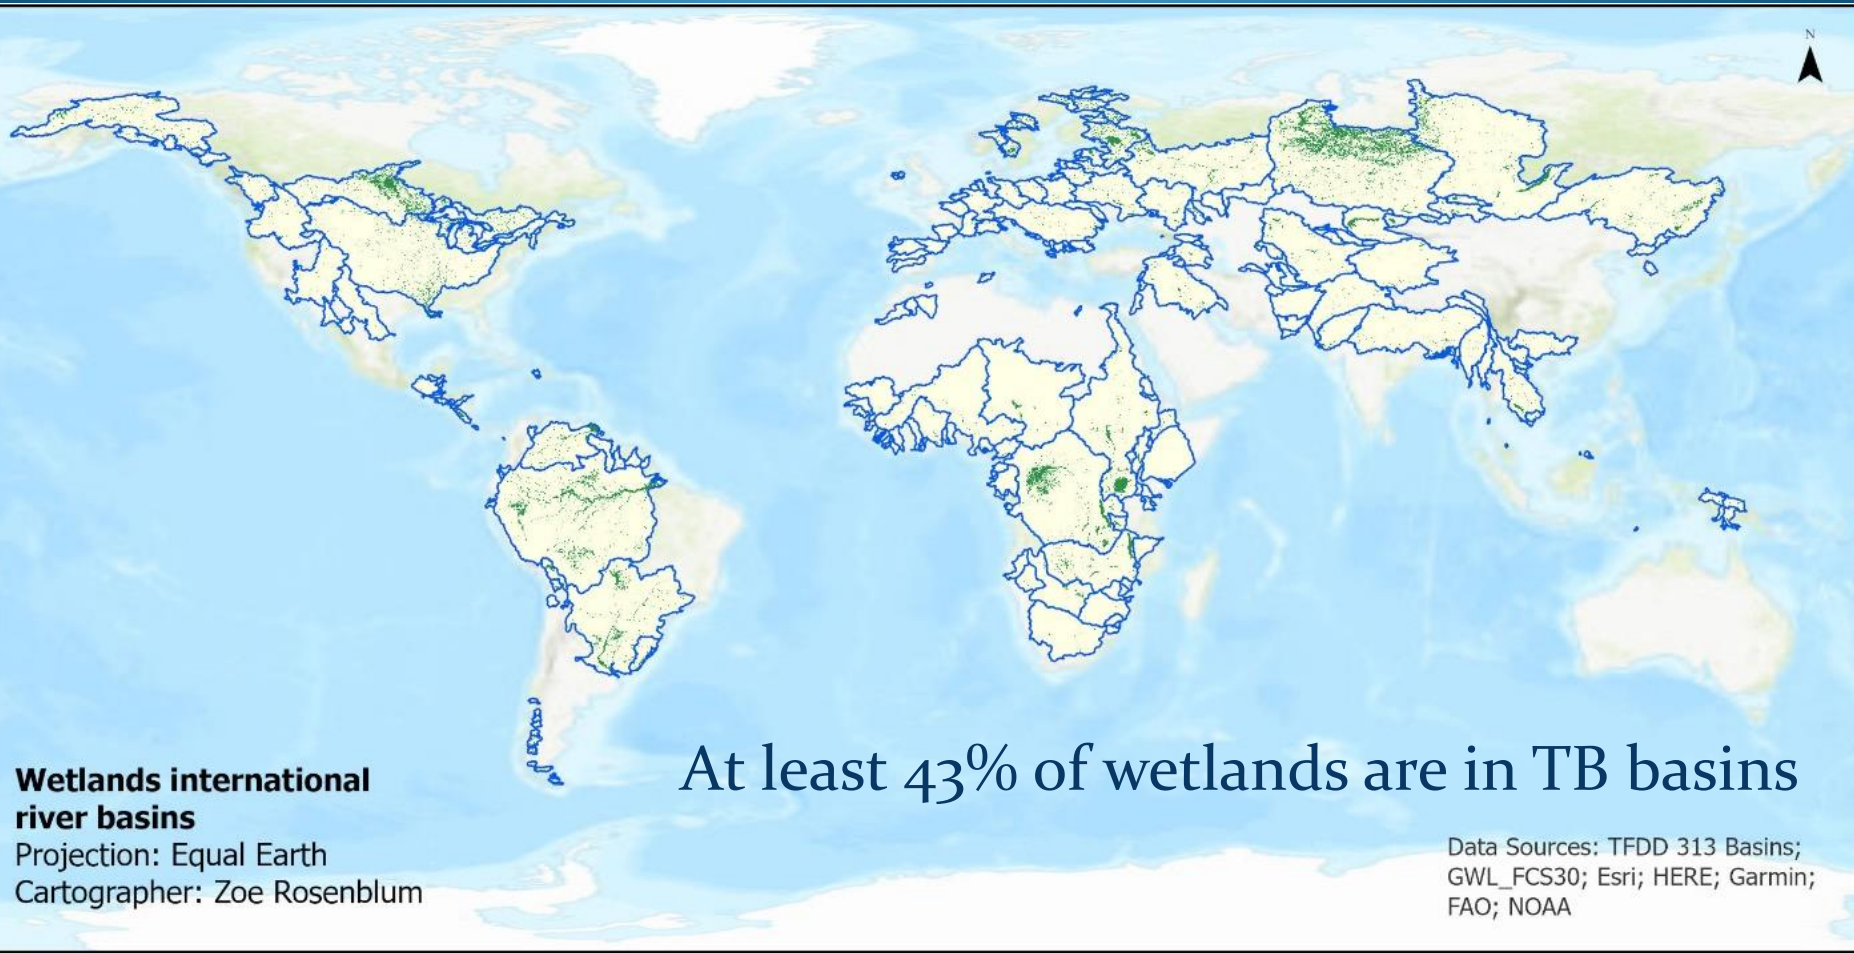 N
At least 43% of wetlands are in TB basins
Wetlands international
river basins
Projection: Equal Earth
Cartographer: Zoe Rosenblum
Data Sources: TFDD 313 Basins;
GWL_FCS30; Esri; HERE; Garmin;
FAO; NOAA